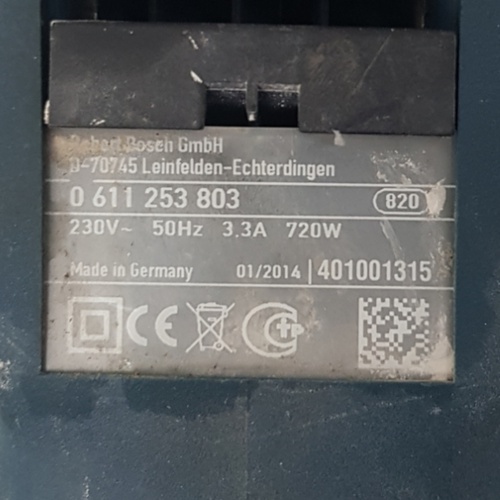 Robert Bosch GmbH
D-70745 Leinfelden-Echterdingen
0 611 253 803 820
230V~ 50Hz 3,3A 720W
Made in Germany 01/2014 | 401001315
CE